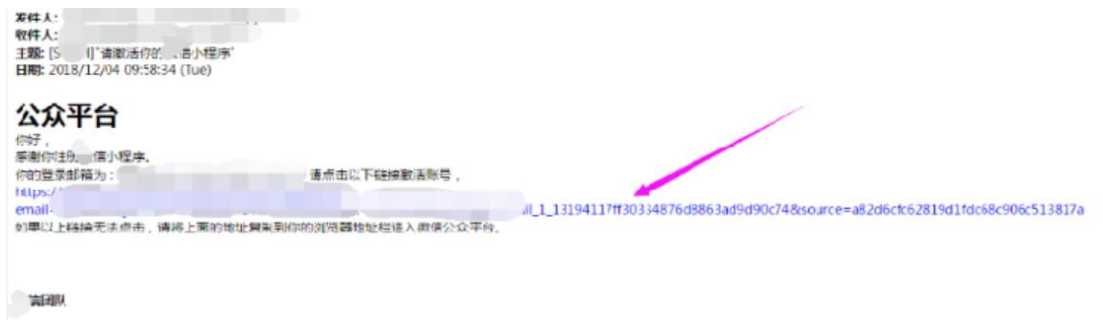 发件人:
收件人:
主题: [S I]"请激活你的 信小程序"
日期: 2018/12/04 09:58:34 (Tue)
公众平台
你好，
感谢你注册 信小程序。
你的登录邮箱为： 请点击以下链接激活账号，
https:/
email- il_1_13194117ff30334876d8863ad9d90c74&source=a82d6cfc62819d1fdc68c906c513817a
如果以上链接无法点击，请将上面的地址复制到你的浏览器地址栏进入微信公众平台。
信团队